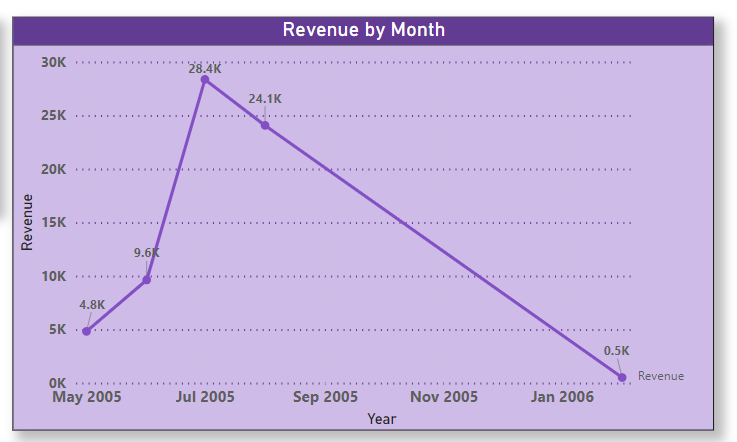 Revenue by Month
30K
25K
20K
15K
10K
5K
0K
Revenue
28.4K
24.1K
9.6K
4.8K
0.5K
Revenue
May 2005 Jul 2005 Sep 2005 Nov 2005 Jan 2006
Year